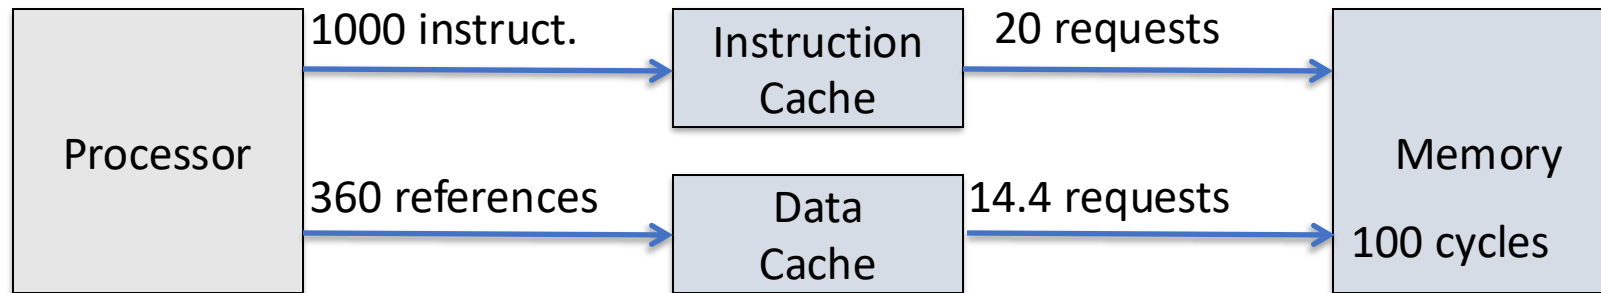 1000 instruct.
Instruction
Cache
20 requests
Processor
Memory
360 references
Data
Cache
14.4 requests
100 cycles